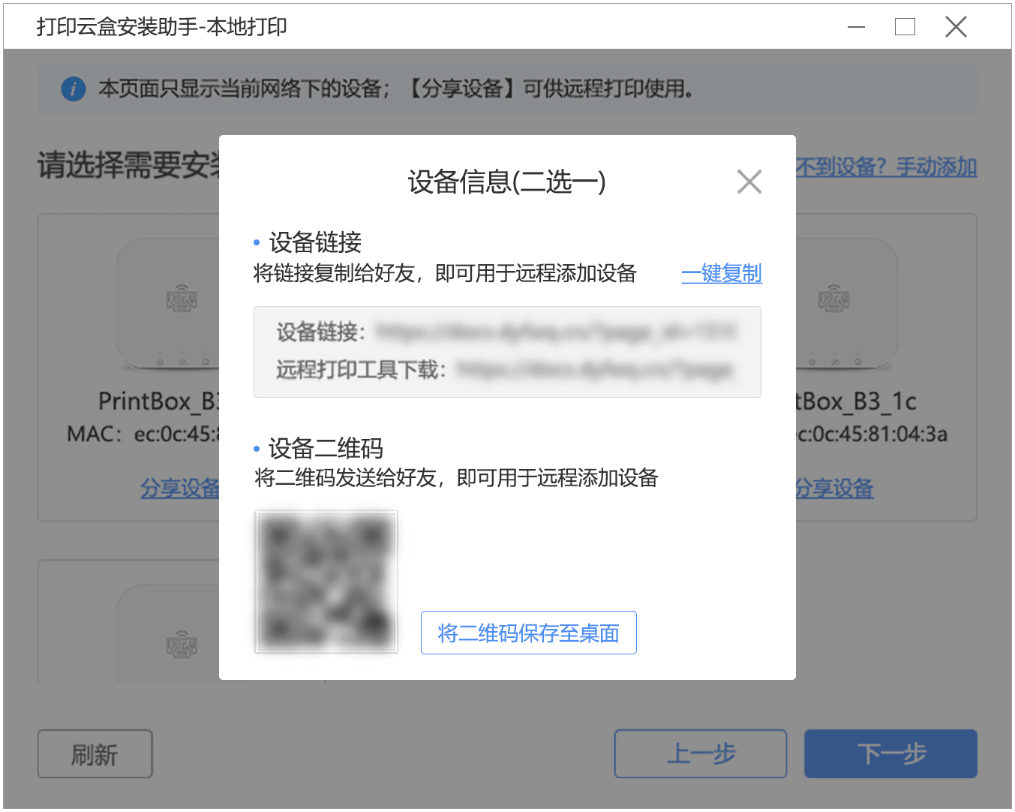 打印云盒安装助手-本地打印
本页面只显示当前网络下的设备；【分享设备】可供远程打印使用。
请选择需要安装
不到设备？手动添加
设备信息(二选一)
设备链接
将链接复制给好友，即可用于远程添加设备
一键复制
设备链接：
远程打印工具下载：
设备二维码
将二维码发送给好友，即可用于远程添加设备
将二维码保存至桌面
PrintBox_B3
MAC：ec:0c:45:8
分享设备
tBox_B3_1c
c:0c:45:81:04:3a
分享设备
刷新
上一步
下一步